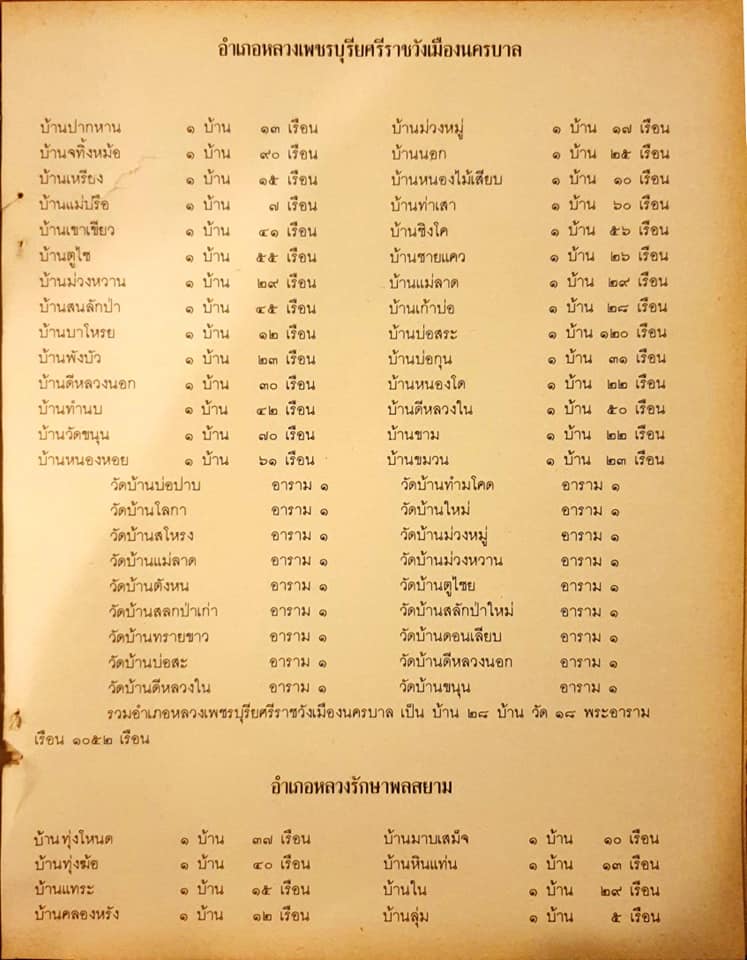 อำเภอหลวงเพชรบุรียศรีราชวังเมืองนครบาล
บ้านปากหาน ๑ บ้าน ๑๓ เรือน บ้านม่วงหมู่ ๑ บ้าน ๑๗ เรือน
บ้านจทิ้งหม้อ ๑ บ้าน ๙๐ เรือน บ้านนอก ๑ บ้าน ๒๕ เรือน
บ้านเหรียง ๑ บ้าน ๑๕ เรือน บ้านหนองไม้เสียบ ๑ บ้าน ๑๐ เรือน
บ้านแม่ปรือ ๑ บ้าน ๗ เรือน บ้านท่าเสา ๑ บ้าน ๖๐ เรือน
บ้านเขาเขียว ๑ บ้าน ๔๑ เรือน บ้านชิงโค ๑ บ้าน ๕๖ เรือน
บ้านตูไซ ๑ บ้าน ๕๕ เรือน บ้านชายแคว ๑ บ้าน ๒๖ เรือน
บ้านม่วงหวาน ๑ บ้าน ๒๙ เรือน บ้านแม่ลาด ๑ บ้าน ๒๙ เรือน
บ้านสนลักป่า ๑ บ้าน ๔๕ เรือน บ้านเก้าบ่อ ๑ บ้าน ๒๘ เรือน
บ้านบาโหรย ๑ บ้าน ๑๒ เรือน บ้านบ่อสระ ๑ บ้าน ๑๒๐ เรือน
บ้านพังบัว ๑ บ้าน ๒๓ เรือน บ้านบ่อกุน ๑ บ้าน ๓๑ เรือน
บ้านดีหลวงนอก ๑ บ้าน ๓๐ เรือน บ้านหนองโด ๑ บ้าน ๒๒ เรือน
บ้านทำนบ ๑ บ้าน ๔๒ เรือน บ้านดีหลวงใน ๑ บ้าน ๕๐ เรือน
บ้านวัดขนุน ๑ บ้าน ๗๐ เรือน บ้านขาม ๑ บ้าน ๒๒ เรือน
บ้านหนองหอย ๑ บ้าน ๖๑ เรือน บ้านขมวน ๑ บ้าน ๒๓ เรือน
วัดบ้านบ่อปาบ อาราม ๑ วัดบ้านทำมโคด อาราม ๑
วัดบ้านโลกา อาราม ๑ วัดบ้านใหม่ อาราม ๑
วัดบ้านสโหรง อาราม ๑ วัดบ้านม่วงหมู่ อาราม ๑
วัดบ้านแม่ลาด อาราม ๑ วัดบ้านม่วงหวาน อาราม ๑
วัดบ้านตังหน อาราม ๑ วัดบ้านตูไซย อาราม ๑
วัดบ้านสลกป่าเก่า อาราม ๑ วัดบ้านสลักป่าใหม่ อาราม ๑
วัดบ้านทรายขาว อาราม ๑ วัดบ้านดอนเลียบ อาราม ๑
วัดบ้านบ่อสะ อาราม ๑ วัดบ้านดีหลวงนอก อาราม ๑
วัดบ้านดีหลวงใน อาราม ๑ วัดบ้านขนุน อาราม ๑
รวมอำเภอหลวงเพชรบุรียศรีราชวังเมืองนครบาล เป็น บ้าน ๒๘ บ้าน วัด ๑๘ พระอาราม
เรือน ๑๐๕๒ เรือน
อำเภอหลวงรักษาพลสยาม
บ้านทุ่งโหนด ๑ บ้าน ๓๗ เรือน บ้านมาบเสม็จ ๑ บ้าน ๑๐ เรือน
บ้านทุ่งฆ้อ ๑ บ้าน ๔๐ เรือน บ้านหินแท่น ๑ บ้าน ๑๓ เรือน
บ้านแทระ ๑ บ้าน ๑๕ เรือน บ้านใน ๑ บ้าน ๒๙ เรือน
บ้านคลองหรัง ๑ บ้าน ๑๒ เรือน บ้านลุ่ม ๑ บ้าน ๕ เรือน